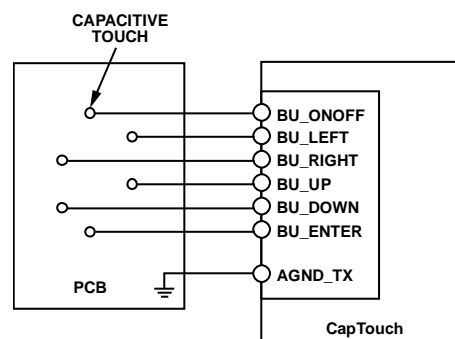 CAPACITIVE
TOUCH
BU_ONOFF
BU_LEFT
BU_RIGHT
BU_UP
BU_DOWN
BU_ENTER
AGND_TX
PCB
CapTouch